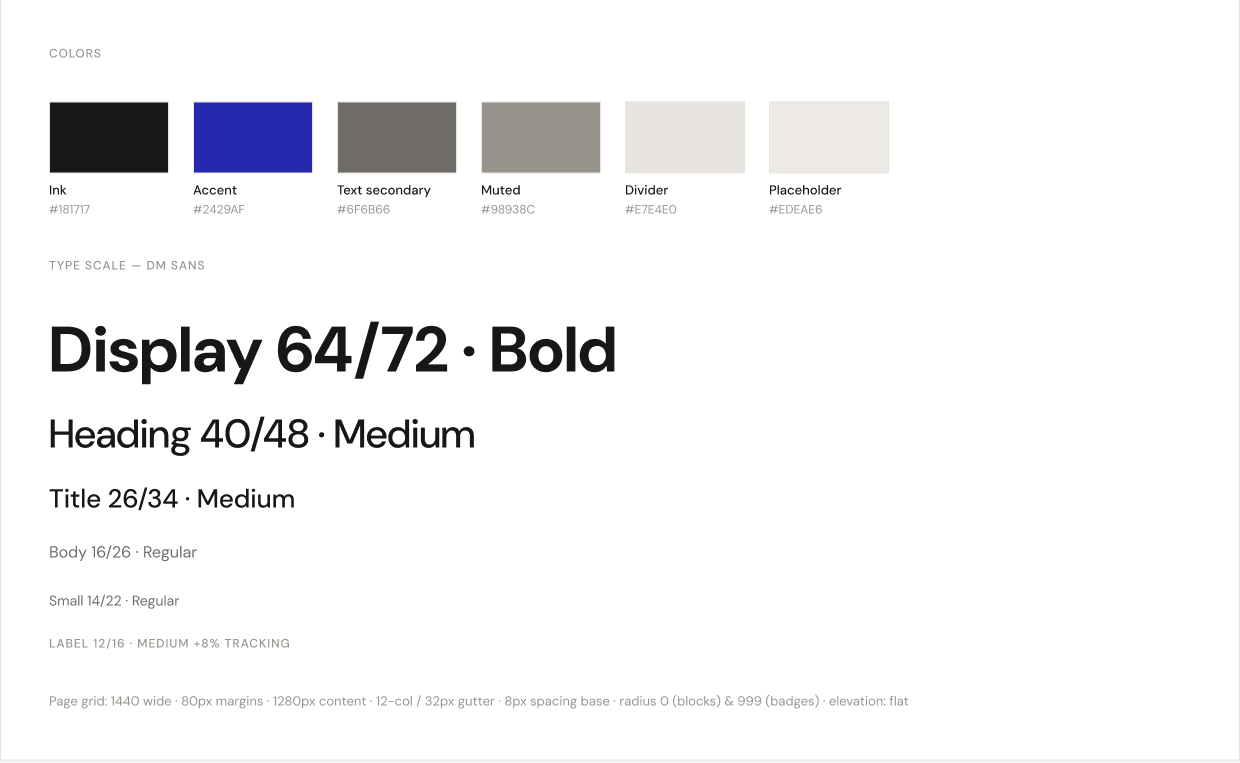 COLORS
Ink
Accent
Text secondary
Muted
Divider
Placeholder
#181717
#2429AF
#6F6B66
#98938C
#E7E4E0
#EDEAE6
TYPE SCALE — DM SANS
Display 64/72 · Bold
Heading 40/48 · Medium
Title 26/34 · Medium
Body 16/26 · Regular
Small 14/22 · Regular
LABEL 12/16 · MEDIUM +8% TRACKING
Page grid: 1440 wide · 80px margins · 1280px content · 12-col / 32px gutter · 8px spacing base · radius 0 (blocks) & 999 (badges) · elevation: flat